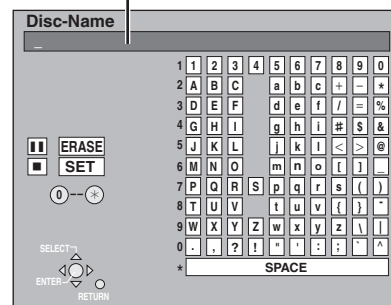 Disc-Name
_
1 1 2 3 4 5 6 7 8 9 0
2 A B C a b c + − *
3 D E F d e f / = %
4 G H I g h i # $ &
5 J K L j k l < > @
6 M N O m n o [ ] _
7 P Q R S p q r s ( )
8 T U V t u v { } ¯
9 W X Y Z w x y z \ |
0 . , ? ! " ' : ; ` ^
* SPACE
ERASE
SET
0 -- *
SELECT
ENTER
RETURN